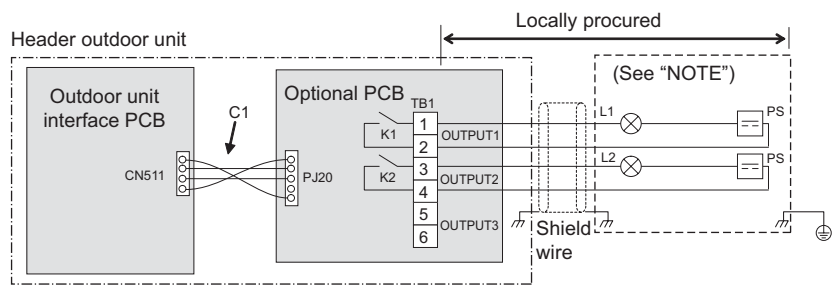 Locally procured
Header outdoor unit
(See “NOTE”)
Outdoor unit
interface PCB
C1
Optional PCB
TB1
L1
PS
1
K1
OUTPUT1
2
L2
PS
CN511
PJ20
3
K2
OUTPUT2
4
5
OUTPUT3
6
Shield
wire